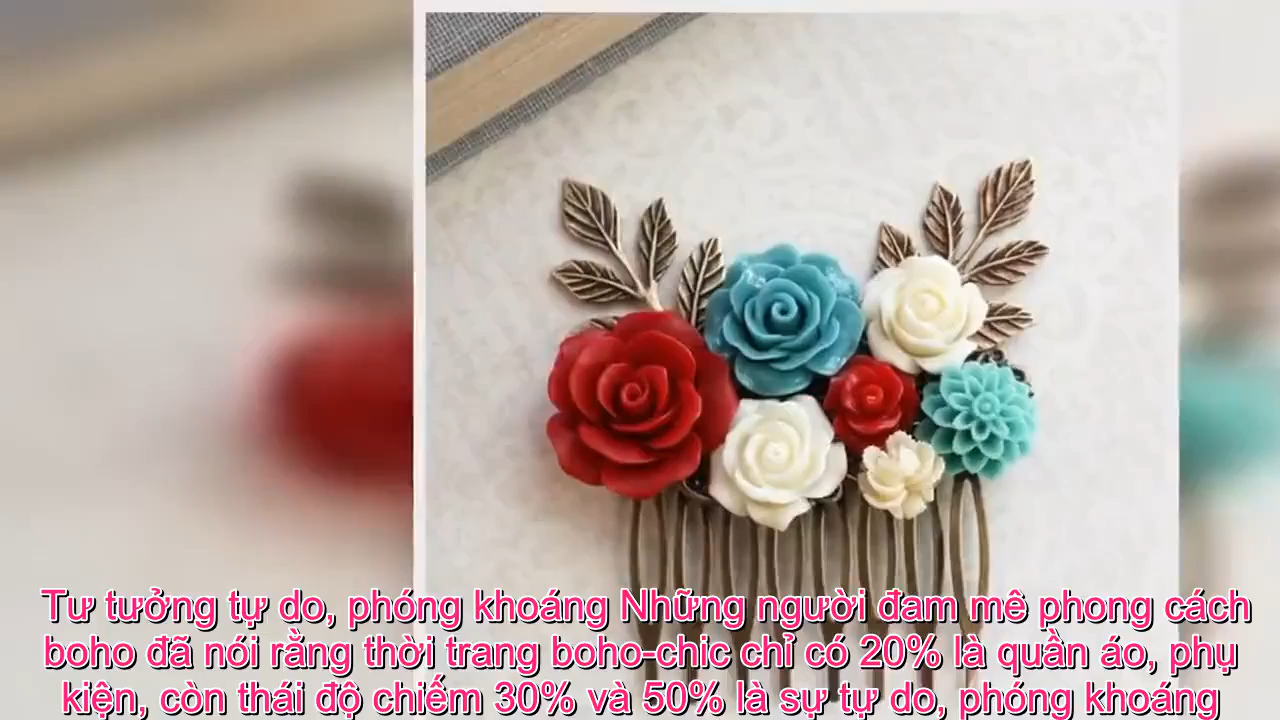 Tư tưởng tự do, phóng khoáng Những người đam mê phong cách
boho đã nói rằng thời trang boho-chic chỉ có 20% là quần áo, phụ
kiện, còn thái độ chiếm 30% và 50% là sự tự do, phóng khoáng